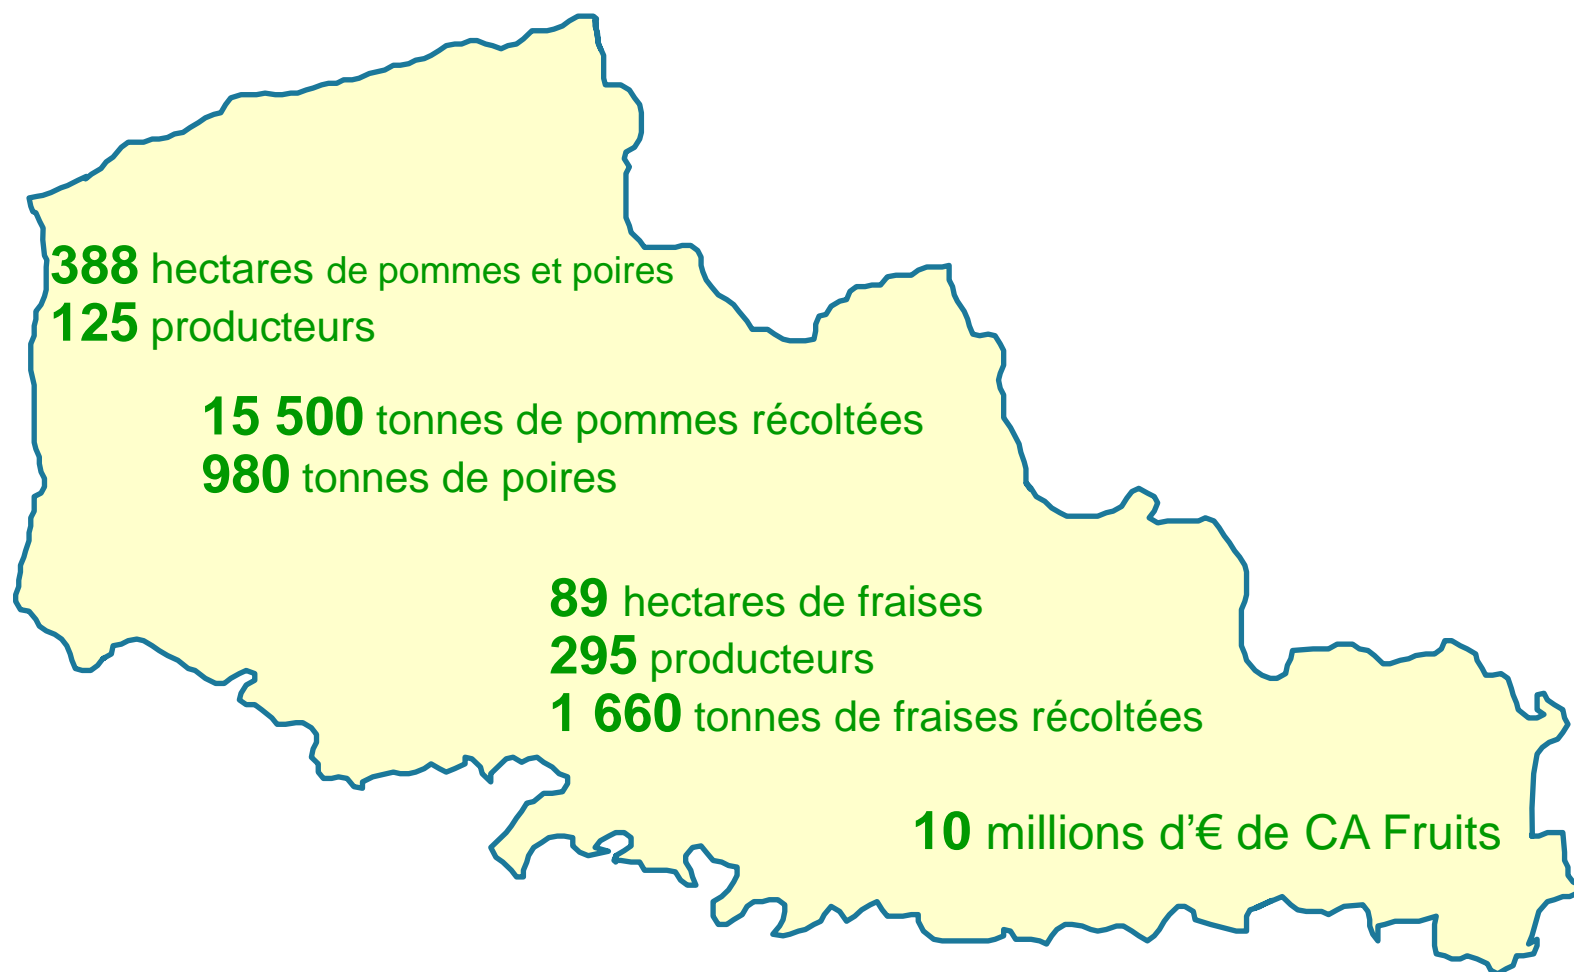 388 hectares de pommes et poires
125 producteurs
15 500 tonnes de pommes récoltées
980 tonnes de poires
89 hectares de fraises
295 producteurs
1 660 tonnes de fraises récoltées
10 millions d’€ de CA Fruits